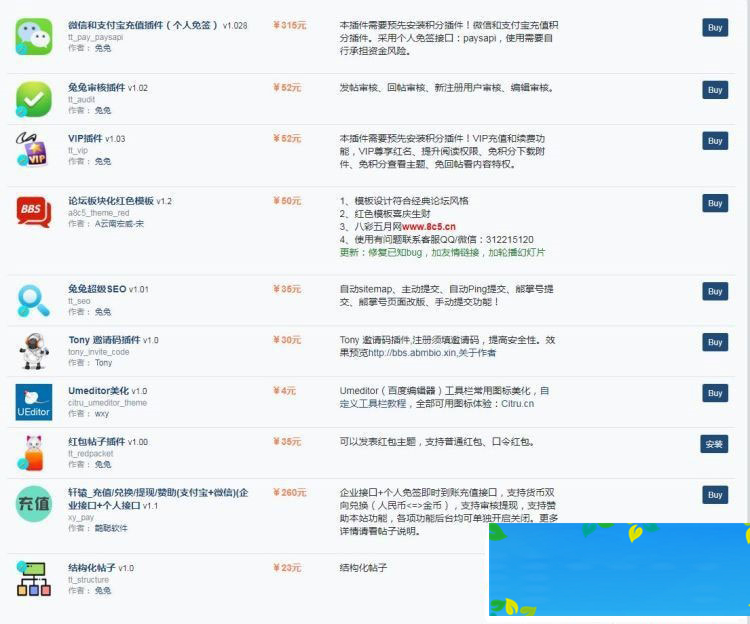 微信和支付宝充值插件（个人免签） v1.028
tt_pay_paysapi
作者： 兔兔
￥315元
本插件需要预先安装积分插件！微信和支付宝充值积
分插件。采用个人免签接口：paysapi，使用需要自
行承担资金风险。
Buy
兔兔审核插件 v1.02
tt_audit
作者： 兔兔
￥52元
发帖审核、回帖审核、新注册用户审核、编辑审核。
Buy
VIP
VIP插件 v1.03
tt_vip
作者： 兔兔
￥52元
本插件需要预先安装积分插件！VIP充值和续费功
能，VIP尊享红名、提升阅读权限、免积分下载附
件、免积分查看主题、免回帖看内容特权。
Buy
BBS
论坛板块化红色模板 v1.2
a8c5_theme_red
作者： A云南宏威-宋
￥50元
1、模板设计符合经典论坛风格
2、红色模板喜庆生财
3、八彩五月网www.8c5.cn
4、使用有问题联系客服QQ/微信：312215120
更新：修复已知bug，加友情链接，加轮播幻灯片
Buy
兔兔超级SEO v1.01
tt_seo
作者： 兔兔
￥35元
自动sitemap、主动提交、自动Ping提交、熊掌号提
交、熊掌号页面改版、手动提交功能！
Buy
Tony 邀请码插件 v1.0
tony_invite_code
作者： Tony
￥30元
Tony 邀请码插件,注册须填邀请码，提高安全性。效
果预览http://bbs.abmbio.xin,关于作者
Buy
UEditor
Umeditor美化 v1.0
citru_umeditor_theme
作者： wxy
￥4元
Umeditor（百度编辑器）工具栏常用图标美化，自
定义工具栏教程，全部可用图标体验：Citru.cn
Buy
红包帖子插件 v1.00
tt_redpacket
作者： 兔兔
￥35元
可以发表红包主题，支持普通红包、口令红包。
安装
充值
轩辕_充值/兑换/提现/赞助(支付宝+微信)(企
业接口+个人接口 v1.1
xy_pay
作者： 酷聪软件
￥260元
企业接口+个人免签即时到账充值接口，支持货币双
向兑换（人民币<=>金币），支持审核提现，支持赞
助本站功能，各项功能后台均可单独开启关闭。更多
详情请看帖子说明。
Buy
结构化帖子 v1.0
tt_structure
作者： 兔兔
￥23元
结构化帖子